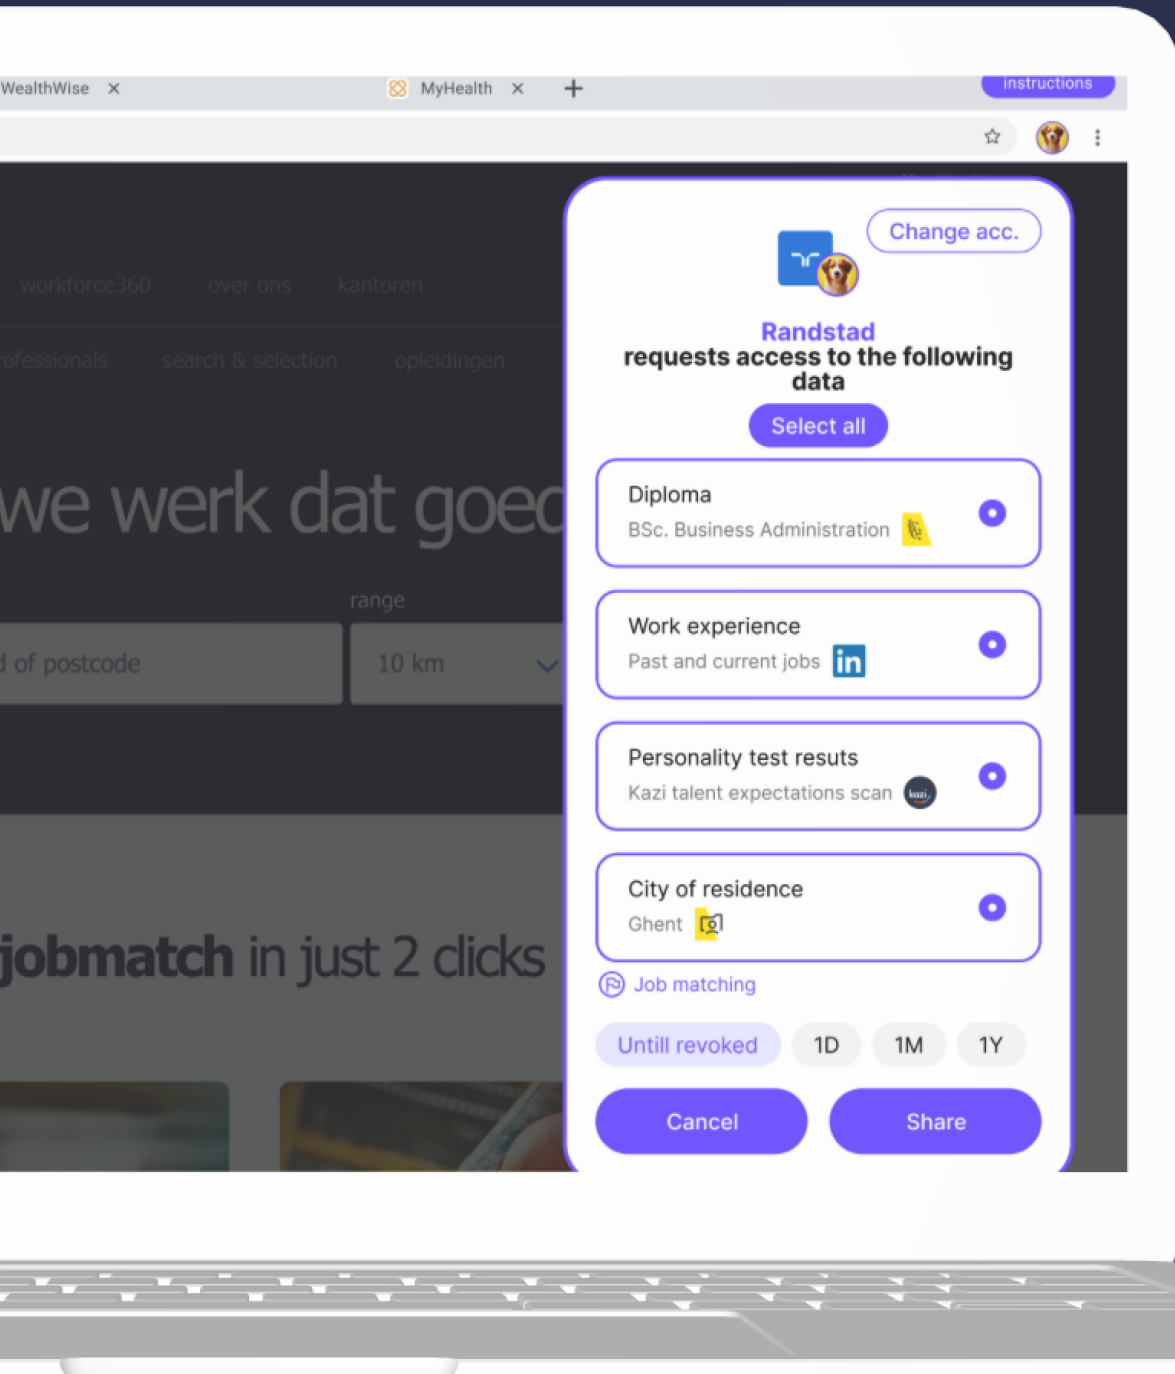 WealthWise
MyHealth
instructions
workforce360 over ons kantoren
search & selection opleidingen
we werk dat goed
range
of postcode
10 km
jobmatch in just 2 clicks
Change acc.
Randstad
requests access to the following
data
Select all
Diploma
BSc. Business Administration
Work experience
Past and current jobs
in
Personality test resuts
Kazi talent expectations scan
kazi
City of residence
Ghent
Job matching
Untill revoked 1D 1M 1Y
Cancel Share